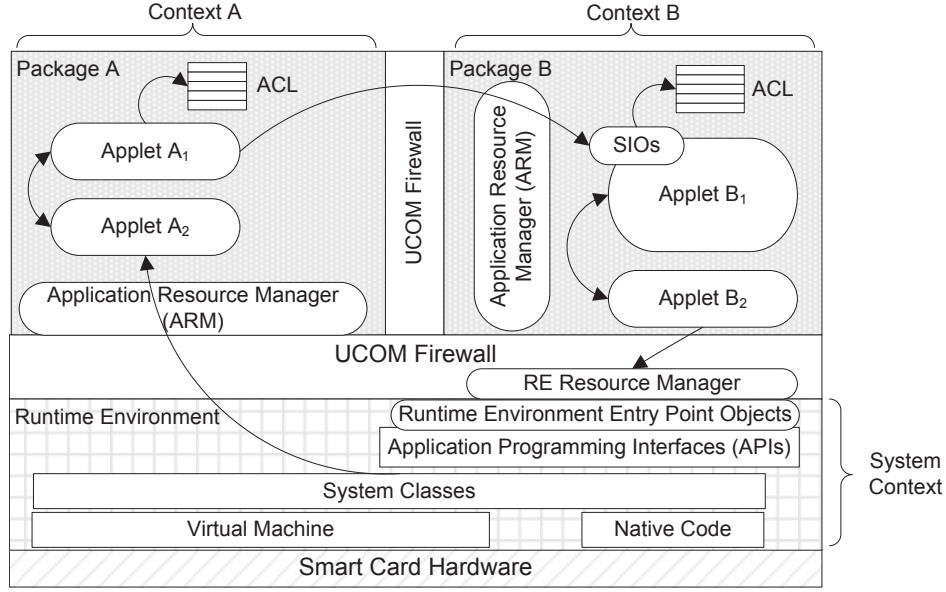 Context A
Context B
Package A
ACL
Applet A1
Applet A2
Application Resource Manager
(ARM)
UCOM Firewall
Package B
Application Resource
Manager (ARM)
ACL
SIOs
Applet B1
Applet B2
UCOM Firewall
RE Resource Manager
Runtime Environment
Runtime Environment Entry Point Objects
Application Programming Interfaces (APIs)
System Classes
Virtual Machine
Native Code
System
Context
Smart Card Hardware